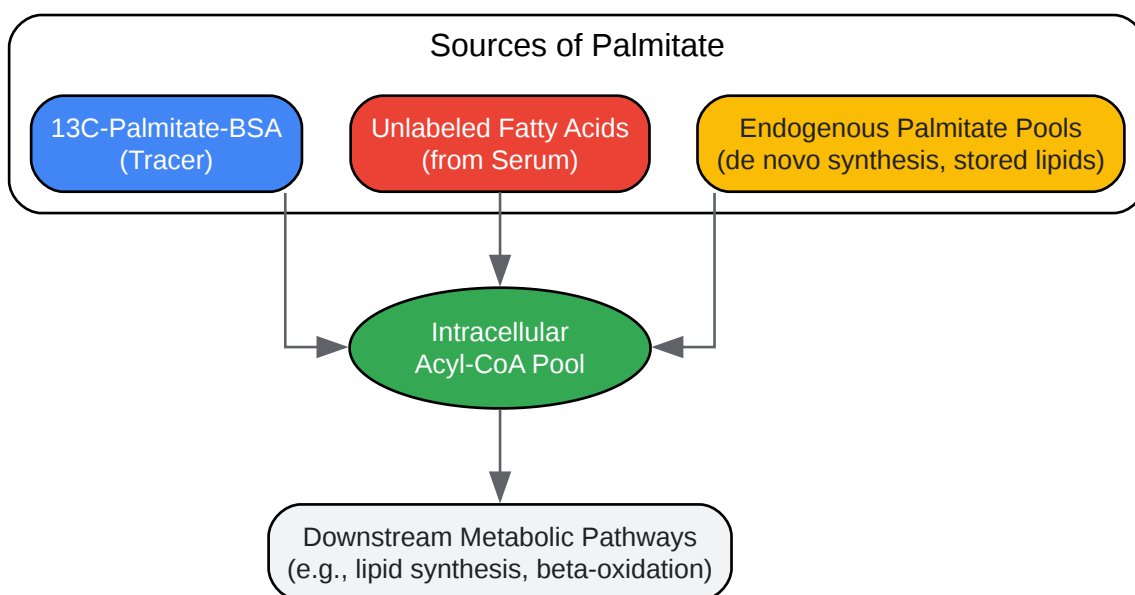 Sources of Palmitate
13C-Palmitate-BSA
(Tracer)
Unlabeled Fatty Acids
(from Serum)
Endogenous Palmitate Pools
(de novo synthesis, stored lipids)
Intracellular
Acyl-CoA Pool
Downstream Metabolic Pathways
(e.g., lipid synthesis, beta-oxidation)